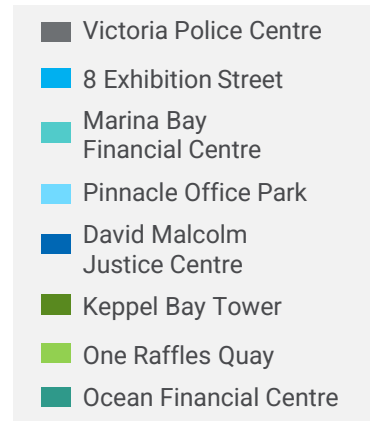 Victoria Police Centre
8 Exhibition Street
Marina Bay
Financial Centre
Pinnacle Office Park
David Malcolm
Justice Centre
Keppel Bay Tower
One Raffles Quay
Ocean Financial Centre